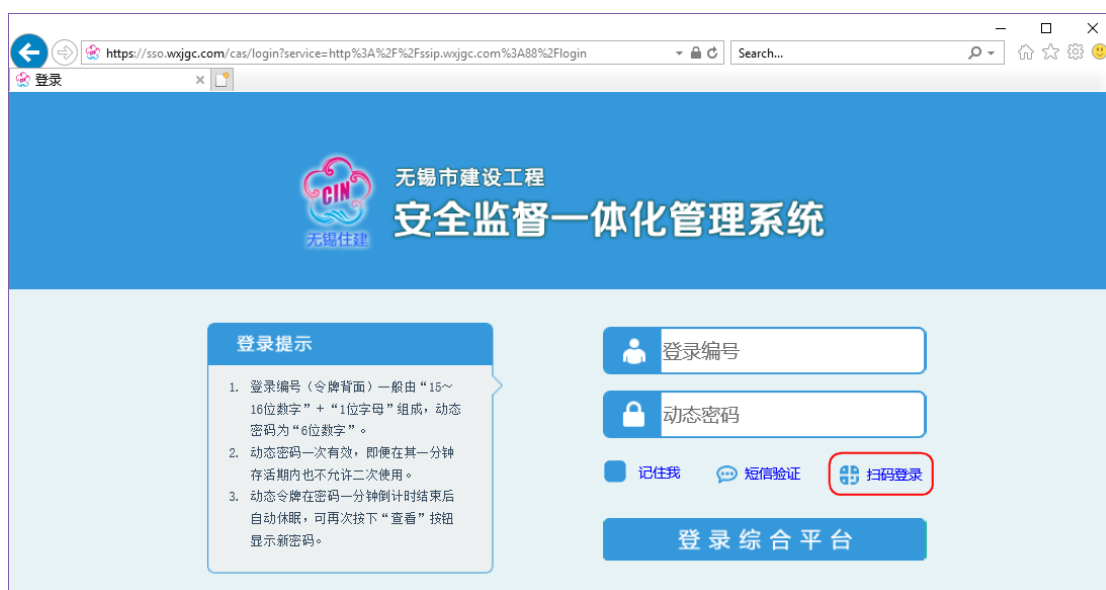 https://sso.wxjgc.com/cas/login?service=http%3A%2F%2Fssip.wxjgc.com%3A88%2Flogin
Search...
登录
CIN
无锡住建
无锡市建设工程
安全监督一体化管理系统
登录提示
1. 登录编号（令牌背面）一般由“15～
16位数字”+“1位字母”组成，动态
密码为“6位数字”。
2. 动态密码一次有效，即便在其一分钟
存活期内也不允许二次使用。
3. 动态令牌在密码一分钟倒计时结束后
自动休眠，可再次按下“查看”按钮
显示新密码。
登录编号
动态密码
记住我
短信验证
扫码登录
登录综合平台